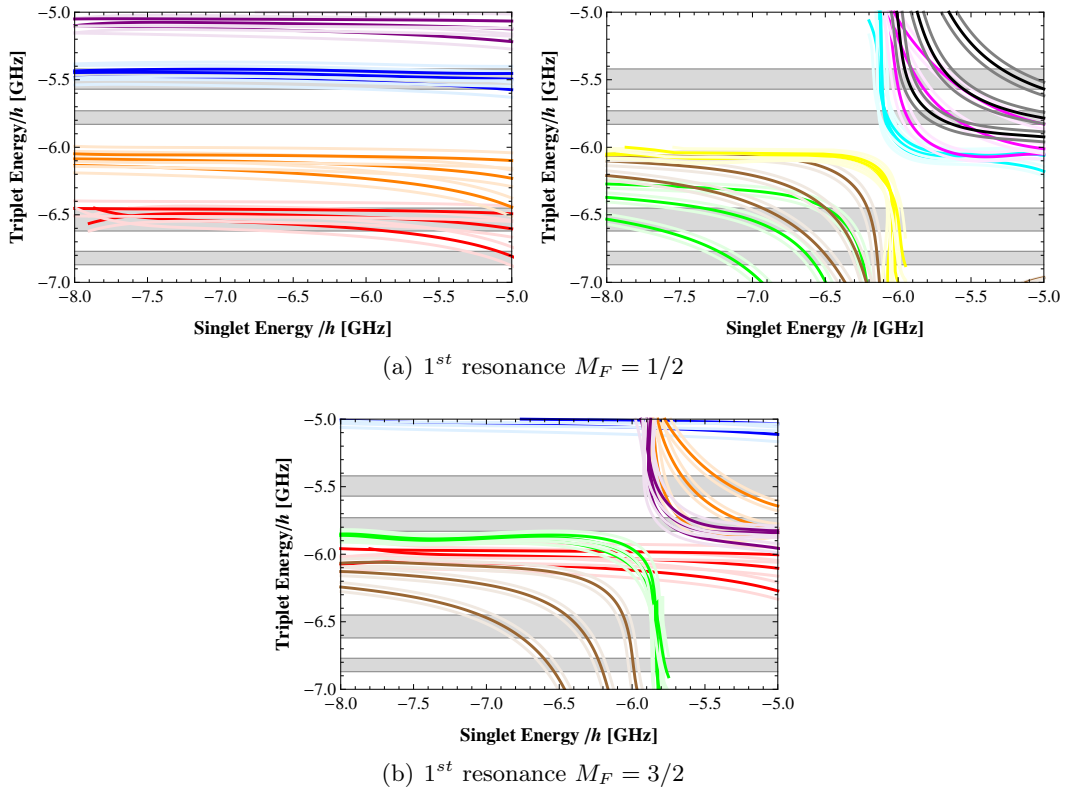 Triplet Energy/h [GHz]
-5.0
-5.5
-6.0
-6.5
-7.0
-8.0 -7.5 -7.0 -6.5 -6.0 -5.5 -5.0
Singlet Energy /h [GHz]
Triplet Energy/h [GHz]
-5.0
-5.5
-6.0
-6.5
-7.0
-8.0 -7.5 -7.0 -6.5 -6.0 -5.5 -5.0
Singlet Energy /h [GHz]
(a) 1st resonance MF = 1/2
Triplet Energy/h [GHz]
-5.0
-5.5
-6.0
-6.5
-7.0
-8.0 -7.5 -7.0 -6.5 -6.0 -5.5 -5.0
Singlet Energy /h [GHz]
(b) 1st resonance MF = 3/2